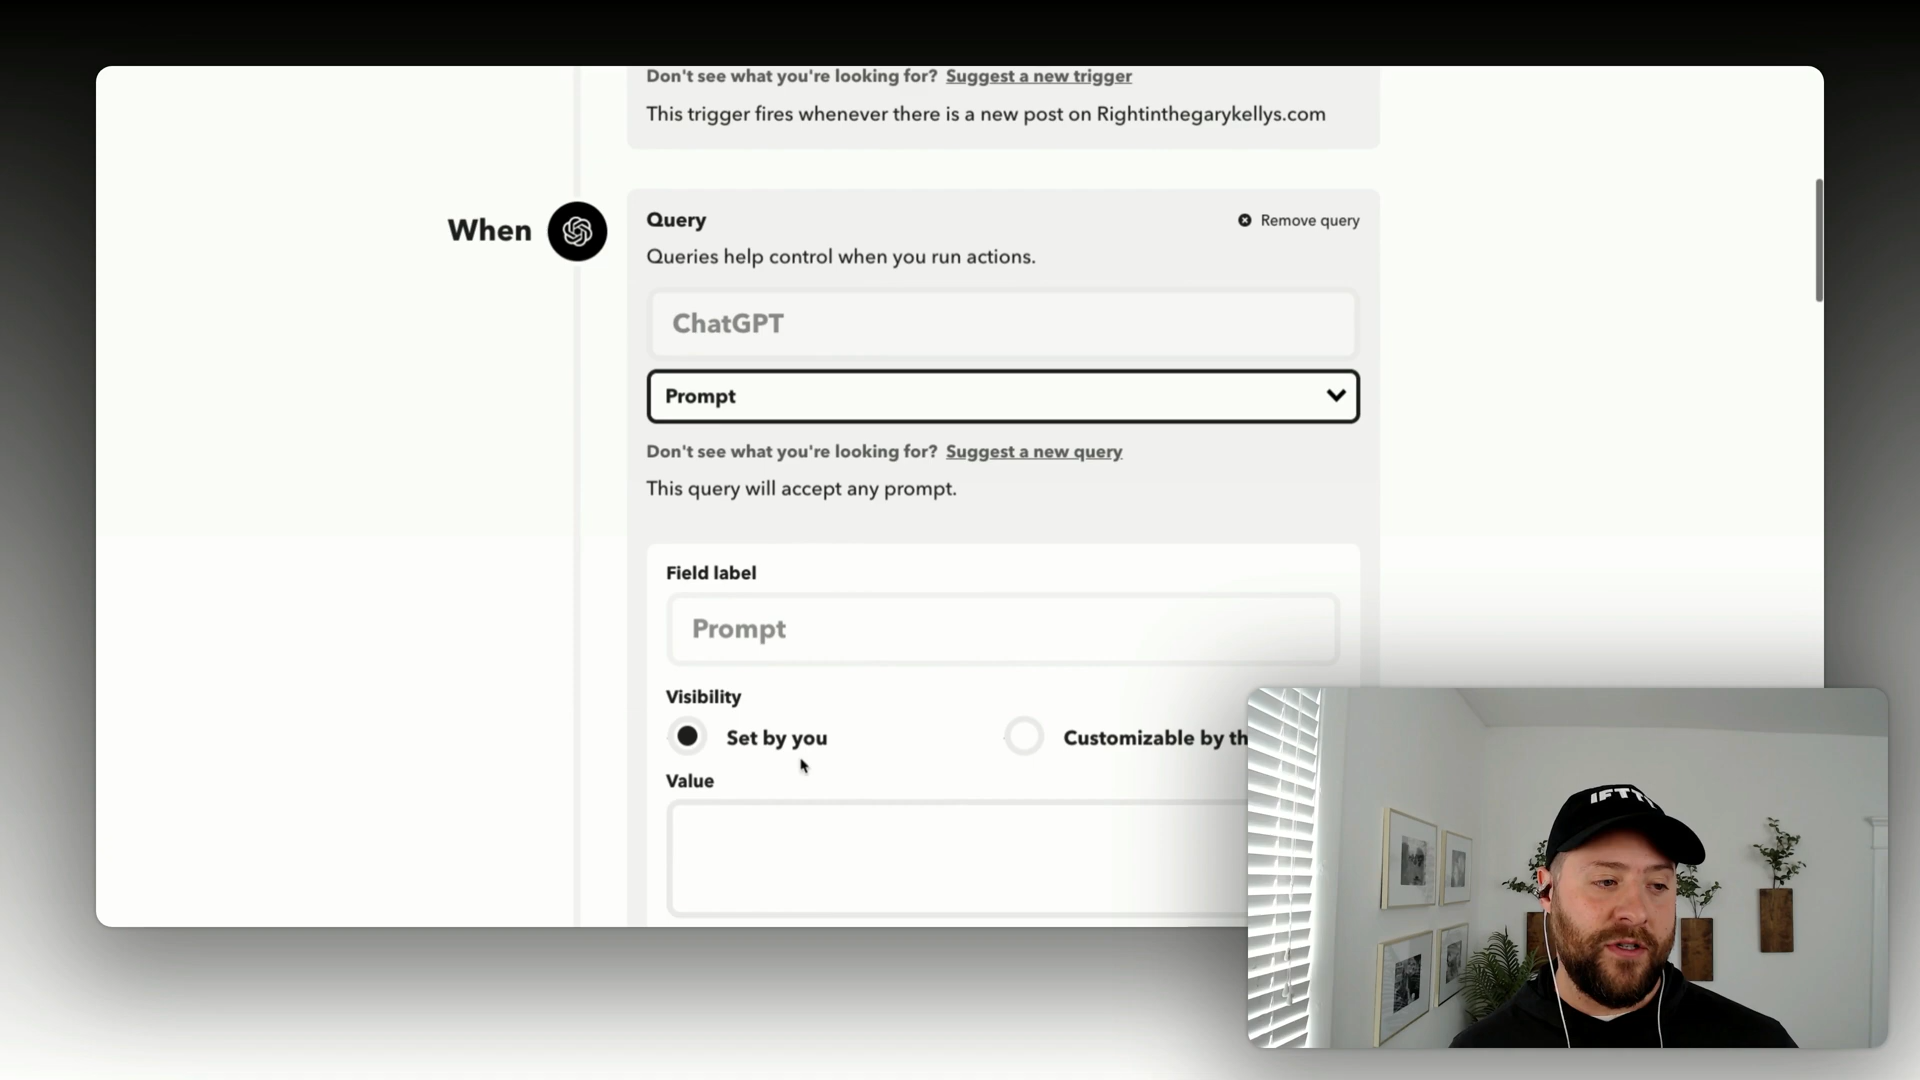 Don't see what you're looking for? Suggest a new trigger
This trigger fires whenever there is a new post on Rightinthegarykellys.com
When
Query
Remove query
Queries help control when you run actions.
ChatGPT
Prompt
Don't see what you're looking for? Suggest a new query
This query will accept any prompt.
Field label
Prompt
Visibility
Set by you
Customizable by th
Value
IFTTT